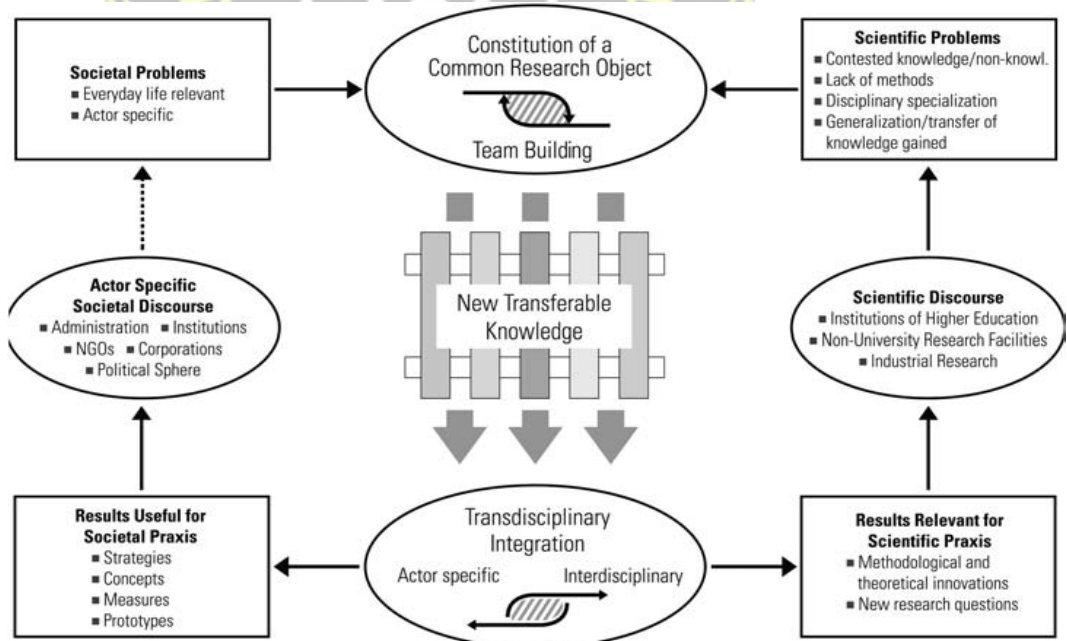 Societal Problems
■ Everyday life relevant
■ Actor specific
Constitution of a
Common Research Object
Team Building
Scientific Problems
■ Contested knowledge/non-knowl.
■ Lack of methods
■ Disciplinary specialization
■ Generalization/transfer of
knowledge gained
Actor Specific
Societal Discourse
■ Administration ■ Institutions
■ NGOs ■ Corporations
■ Political Sphere
New Transferable
Knowledge
Scientific Discourse
■ Institutions of Higher Education
■ Non-University Research Facilities
■ Industrial Research
Results Useful for
Societal Praxis
■ Strategies
■ Concepts
■ Measures
■ Prototypes
Transdisciplinary
Integration
Actor specific Interdisciplinary
Results Relevant for
Scientific Praxis
■ Methodological and
theoretical innovations
■ New research questions